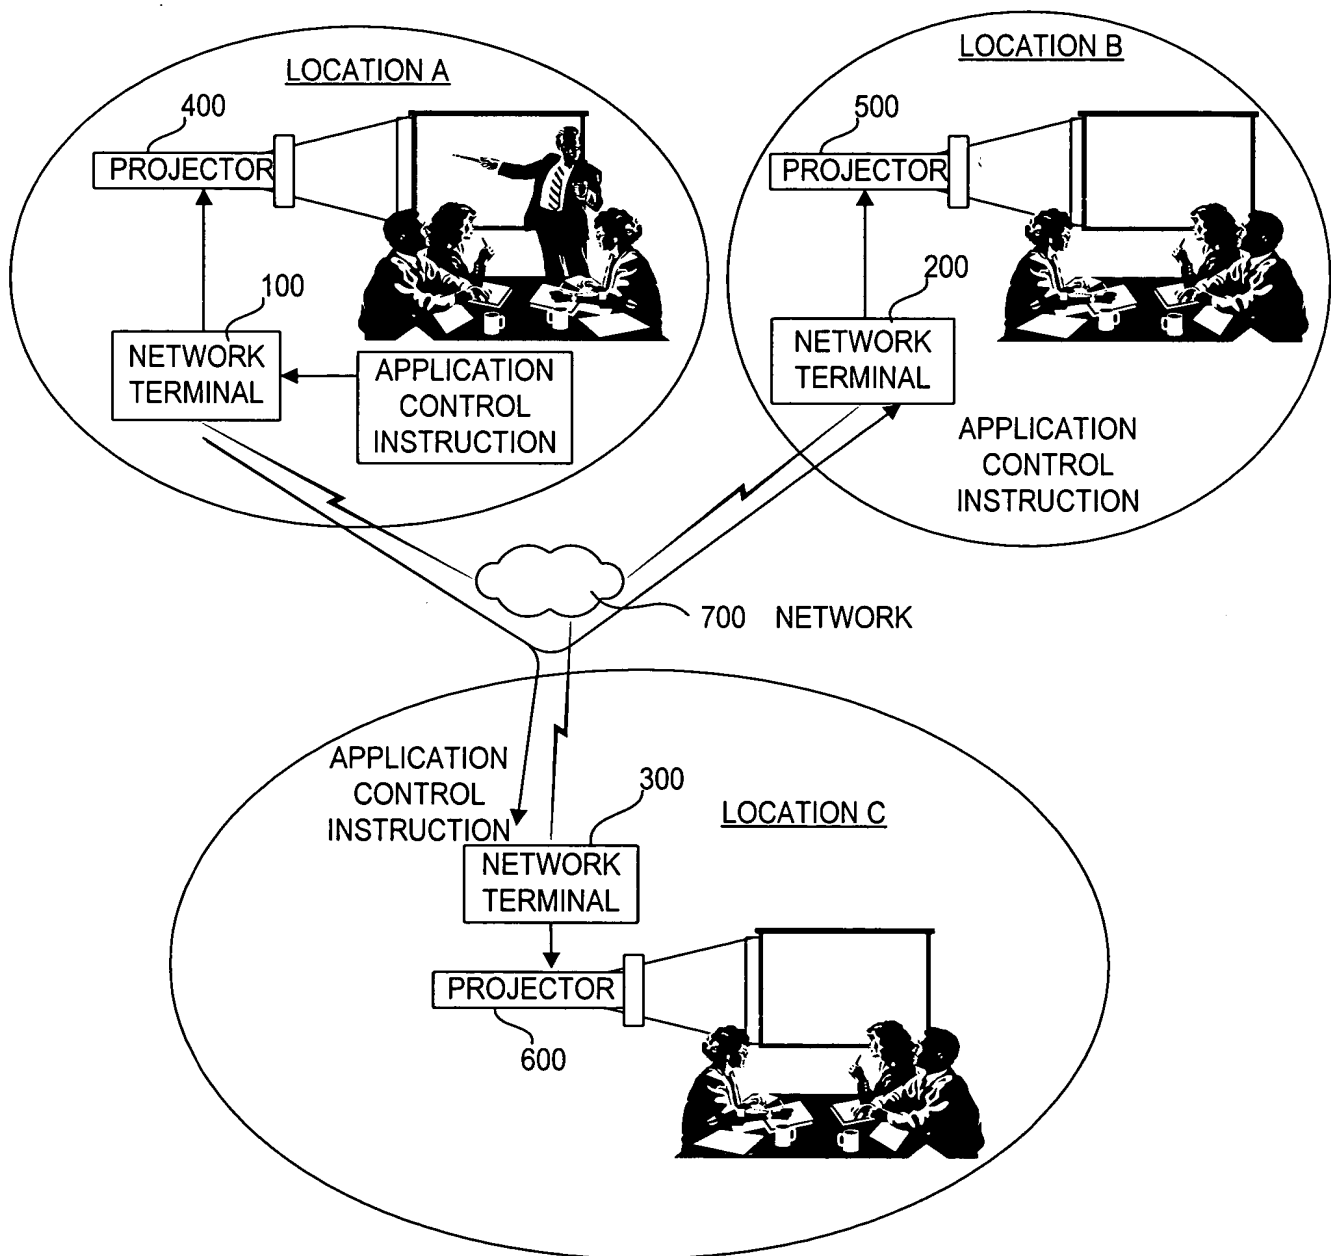 LOCATION A
400
PROJECTOR
100
NETWORK
TERMINAL
APPLICATION
CONTROL
INSTRUCTION
LOCATION B
500
PROJECTOR
200
NETWORK
TERMINAL
APPLICATION
CONTROL
INSTRUCTION
700 NETWORK
APPLICATION
CONTROL
INSTRUCTION
300
LOCATION C
NETWORK
TERMINAL
PROJECTOR
600